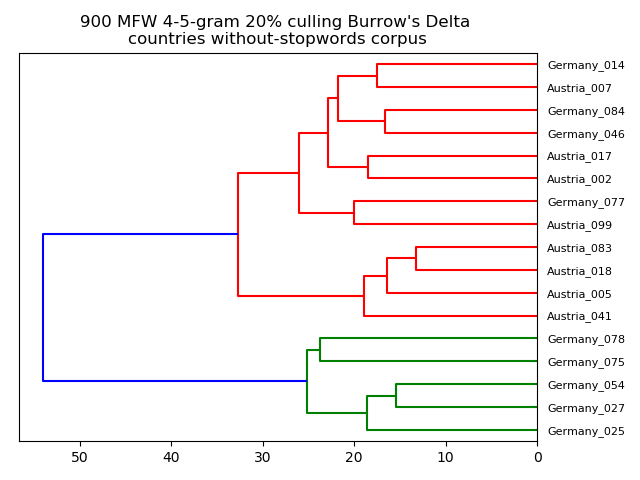 900 MFW 4-5-gram 20% culling Burrow's Delta
countries without-stopwords corpus
Germany_014
Austria_007
Germany_084
Germany_046
Austria_017
Austria_002
Germany_077
Austria_099
Austria_083
Austria_018
Austria_005
Austria_041
Germany_078
Germany_075
Germany_054
Germany_027
Germany_025
50 40 30 20 10 0